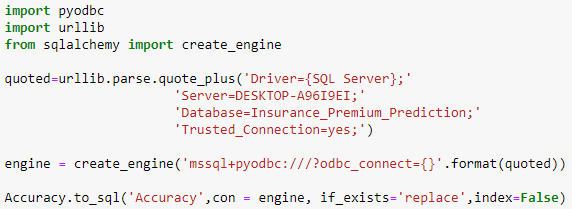 import pyodbc
import urllib
from sqlalchemy import create_engine
quoted=urllib.parse.quote_plus('Driver={SQL Server};'
'Server=DESKTOP-A96I9EI;'
'Database=Insurance_Premium_Prediction;'
'Trusted_Connection=yes;')
engine = create_engine('mssql+pyodbc:///?odbc_connect={}'.format(quoted))
Accuracy.to_sql('Accuracy',con = engine, if_exists='replace',index=False)